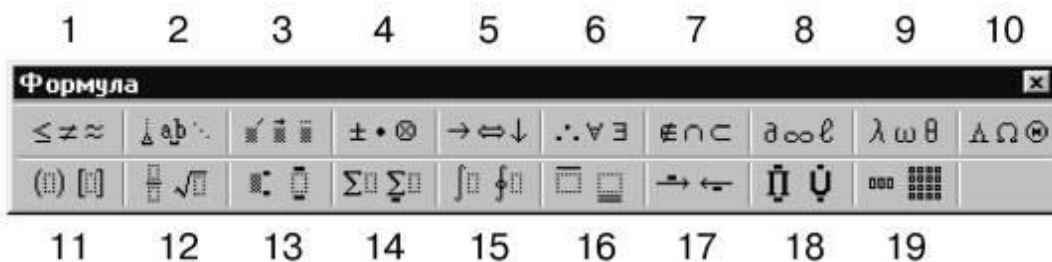 1 2 3 4 5 6 7 8 9 10
Формула
≤ ≠ ≈ a͟b ⋱ ± • ⊗ → ⇔ ↓ ∴ ∀ ∃ ∉ ∩ ⊂ ∂ ∞ ℓ λ ω θ Λ Ω Θ
(▯) [▯] √▯ Σ▯ Σ▯ ∫▯ ∮▯ → ← Π Ụ
11 12 13 14 15 16 17 18 19